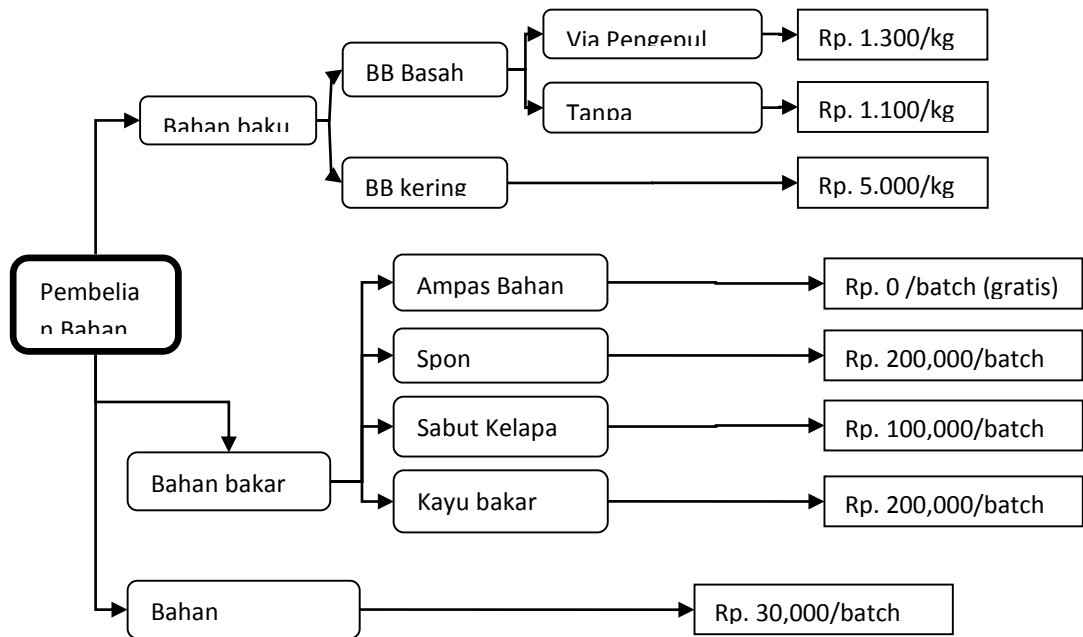 Via Pengepul
Rp. 1.300/kg
BB Basah
Tanpa
Rp. 1.100/kg
Bahan baku
BB kering
Rp. 5.000/kg
Pembelia
n Bahan
Ampas Bahan
Rp. 0 /batch (gratis)
Spon
Rp. 200,000/batch
Sabut Kelapa
Rp. 100,000/batch
Bahan bakar
Kayu bakar
Rp. 200,000/batch
Bahan
Rp. 30,000/batch